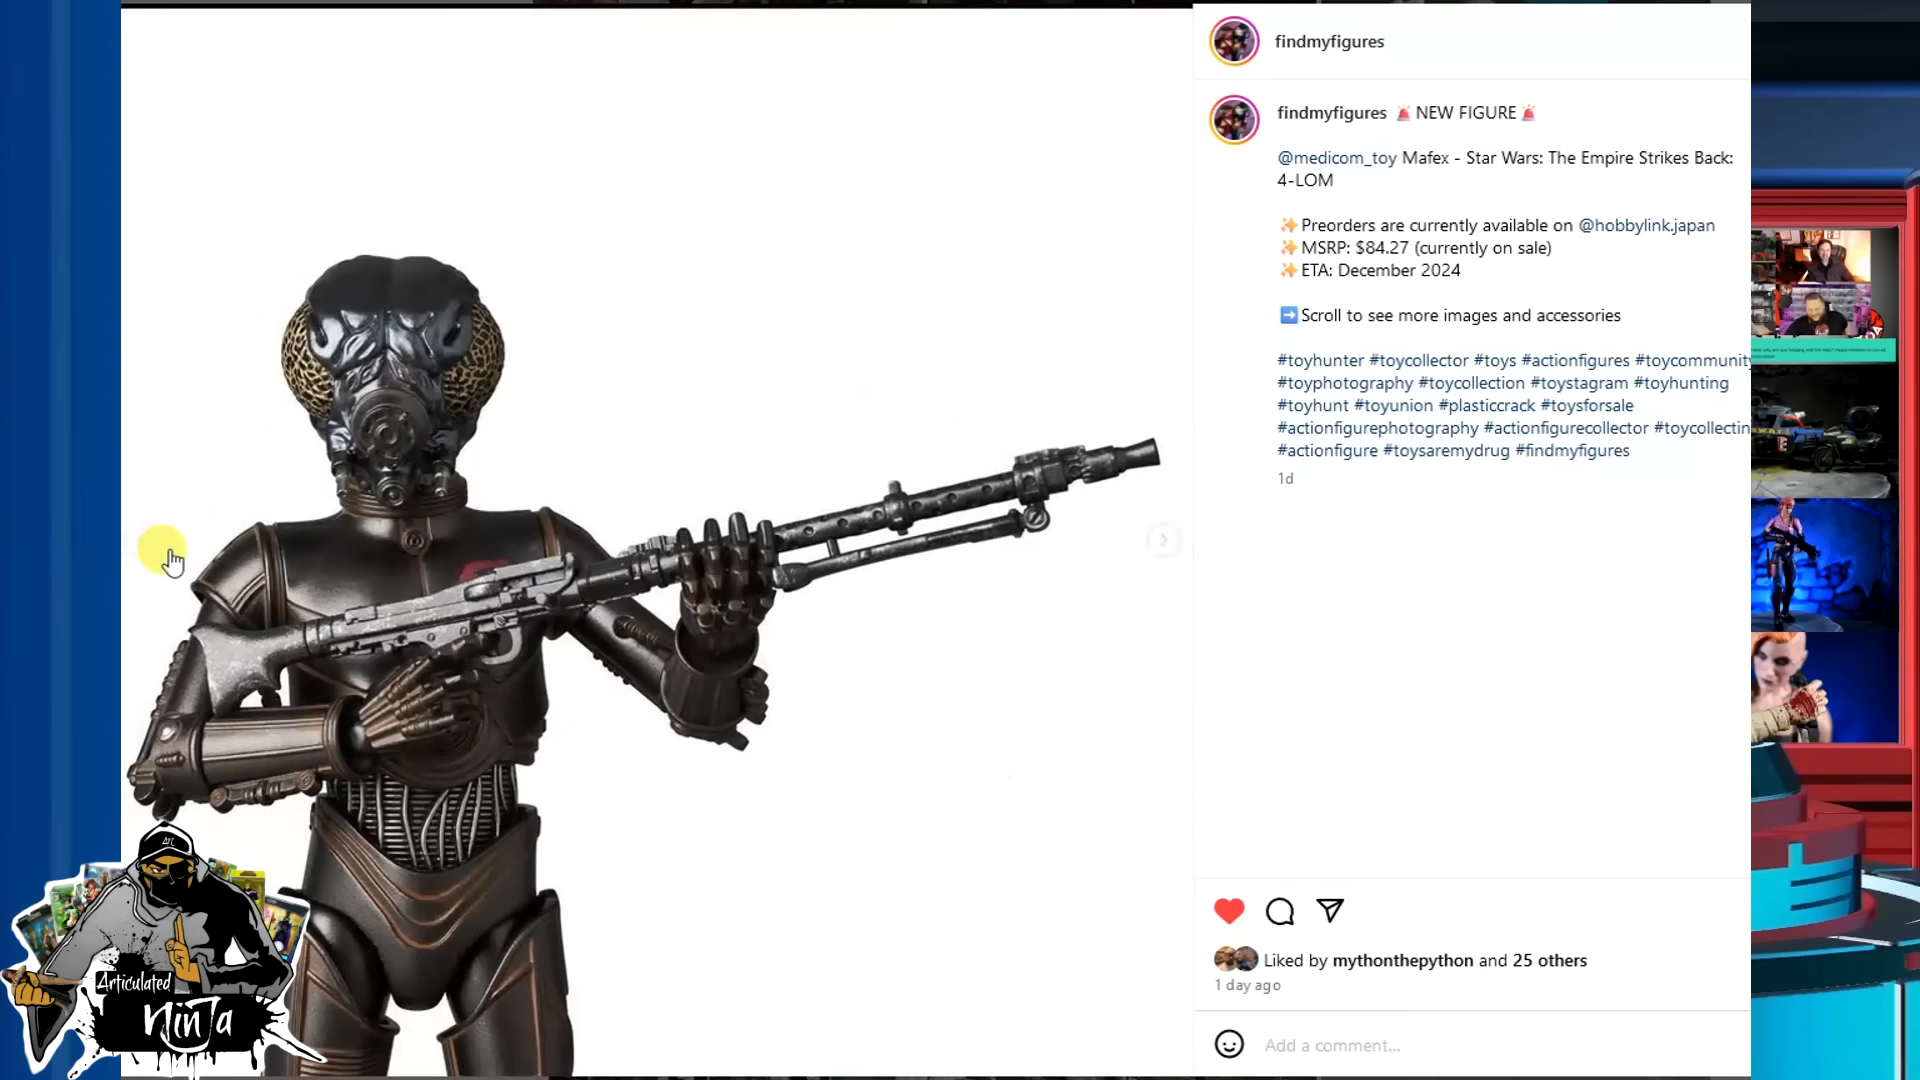 findmyfigures
findmyfigures 🚨 NEW FIGURE 🚨
@medicom_toy Mafex - Star Wars: The Empire Strikes Back:
4-LOM
✨Preorders are currently available on @hobbylink.japan
✨MSRP: $84.27 (currently on sale)
✨ETA: December 2024
➡️Scroll to see more images and accessories
#toyhunter #toycollector #toys #actionfigures #toycommunity
#toyphotography #toycollection #toystagram #toyhunting
#toyhunt #toyunion #plasticcrack #toysforsale
#actionfigurephotography #actionfigurecollector #toycollectin
#actionfigure #toysaremydrug #findmyfigures
1d
Liked by mythonthepython and 25 others
1 day ago
Add a comment...
Articulated
Ninja